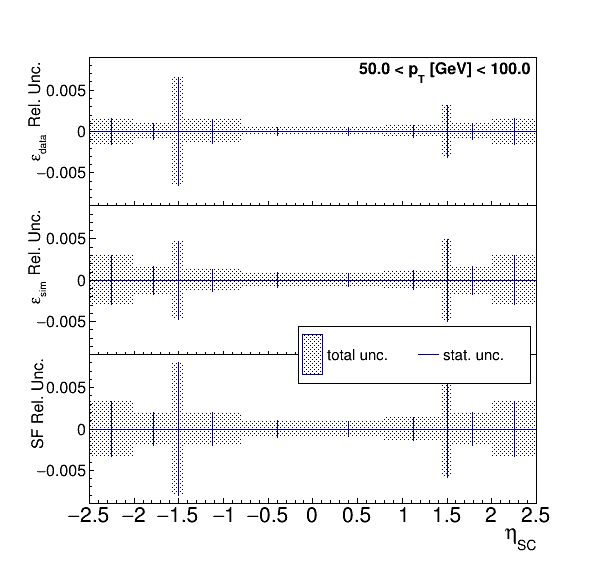 50.0 < p_T [GeV] < 100.0
ε_data Rel. Unc.
0.005
0
−0.005
ε_sim Rel. Unc.
0.005
0
−0.005
total unc. stat. unc.
SF Rel. Unc.
0.005
0
−0.005
−2.5 −2 −1.5 −1 −0.5 0 0.5 1 1.5 2 2.5
η_SC